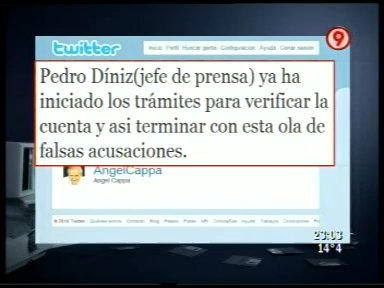 twitter
Inicio Perfil Buscar gente Configuración Ayuda Cerrar sesión
9
Pedro Díniz(jefe de prensa) ya ha
iniciado los trámites para verificar la
cuenta y asi terminar con esta ola de
falsas acusaciones.
AngelCappa
Angel Cappa
© 2010 Twitter
23:03
14°4